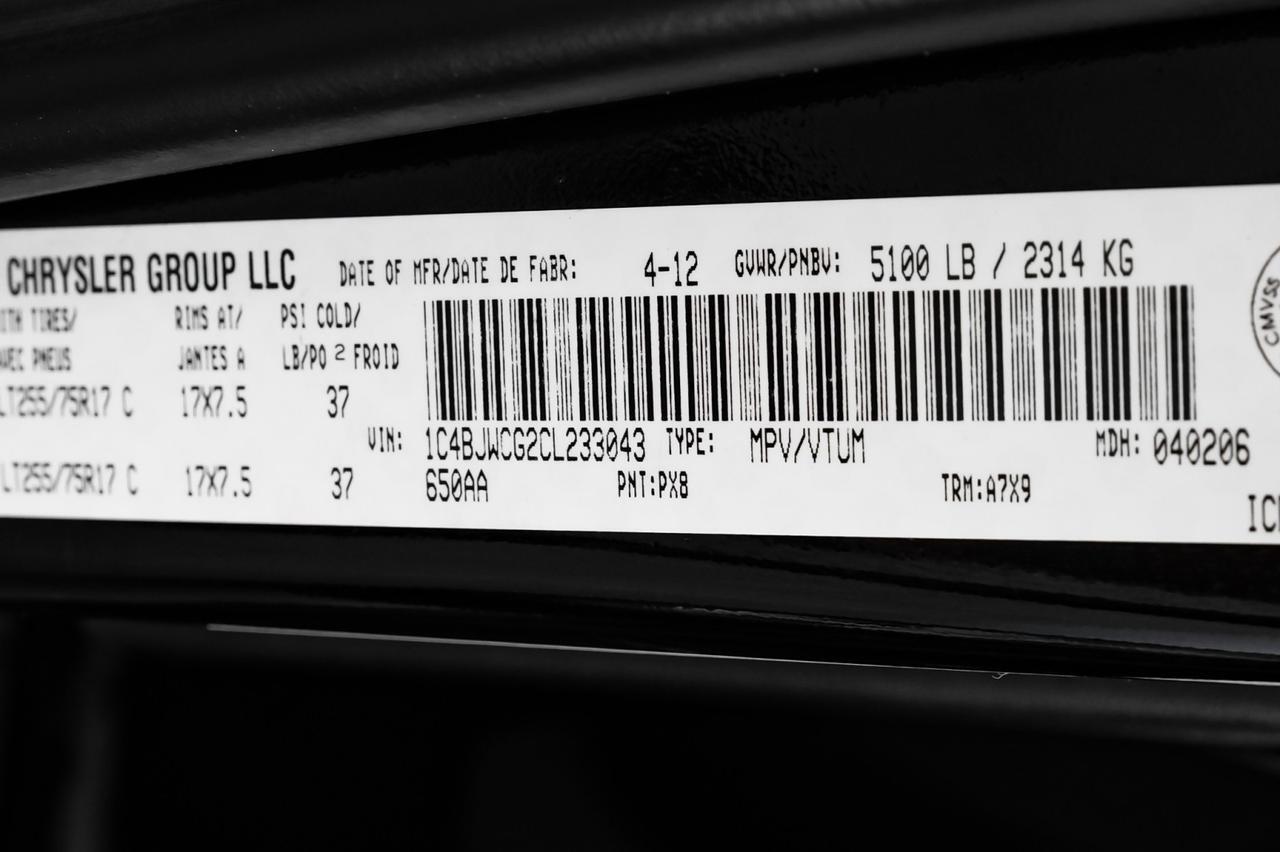 CHRYSLER GROUP LLC DATE OF MFR/DATE DE FABR: 4-12 GVWR/PNBV: 5100 LB / 2314 KG
TIRES/ RIMS AT/ PSI COLD/
PNEUS JANTES A LB/PO 2 FROID
LT255/75R17 C 17X7.5 37
VIN: 1C4BJWCG2CL233043 TYPE: MPV/VTUM MDH: 040206
LT255/75R17 C 17X7.5 37 650AA PNT:PX8 TRM:A7X9
CMVSS